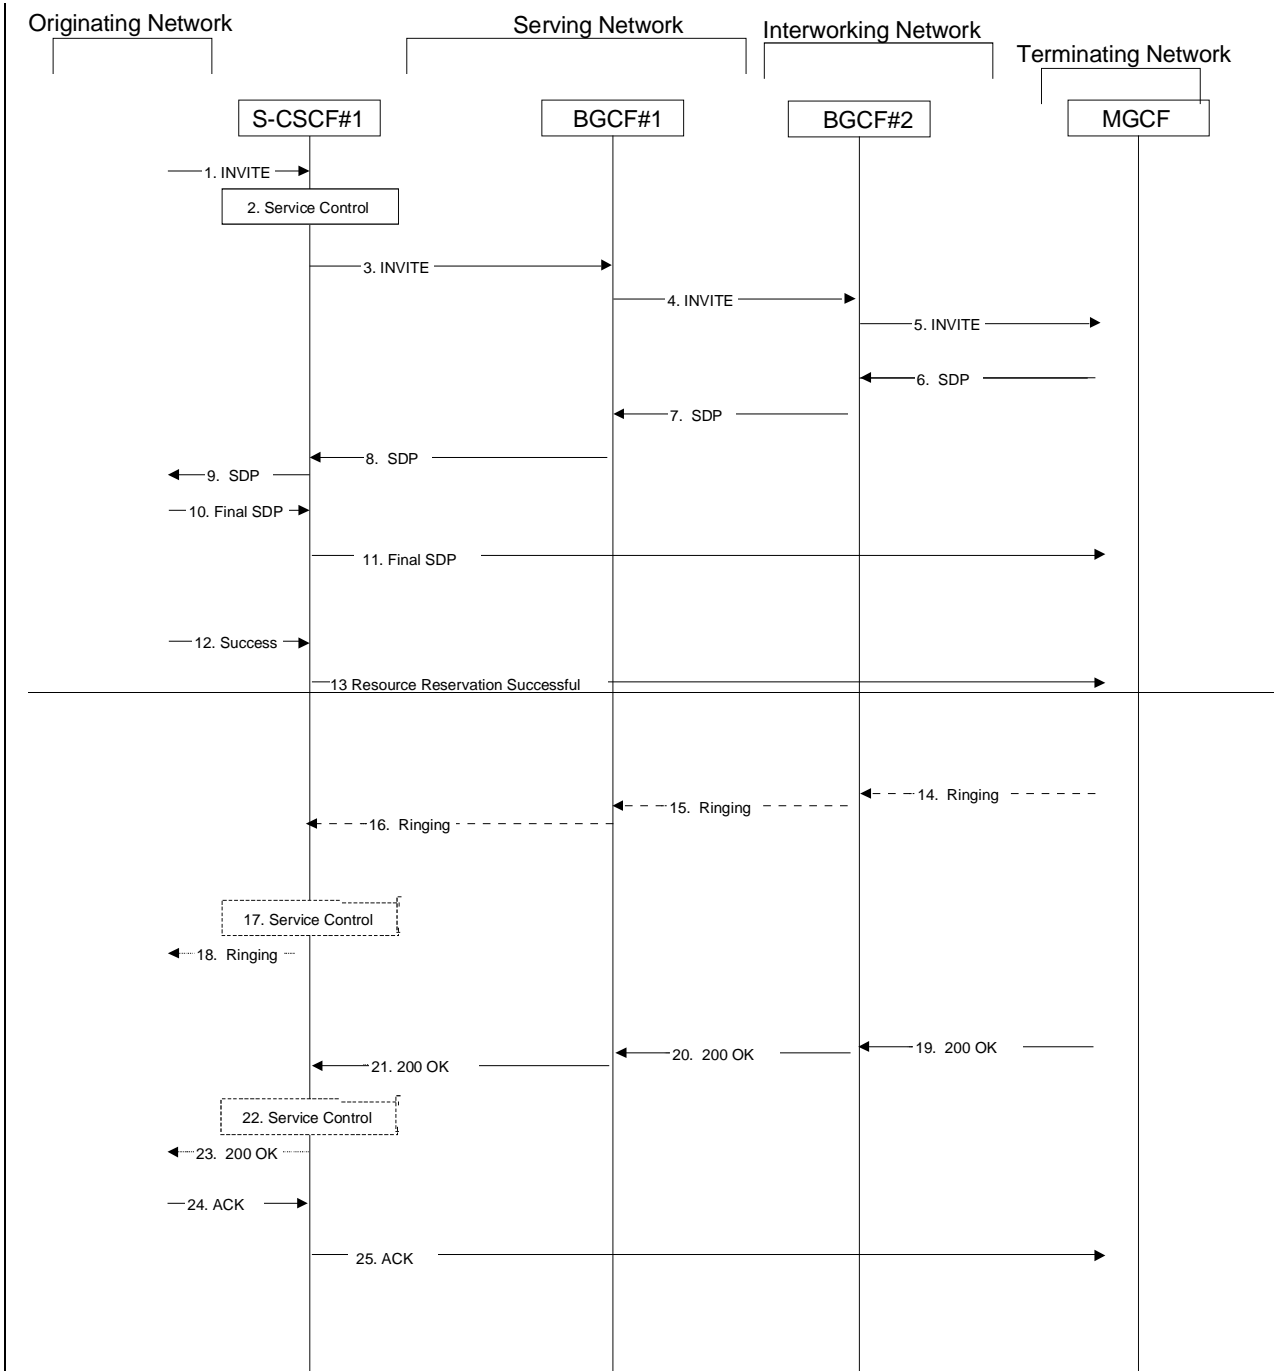 Originating Network
Serving Network
Interworking Network
Terminating Network
S-CSCF#1
BGCF#1
BGCF#2
MGCF
1. INVITE
2. Service Control
3. INVITE
4. INVITE
5. INVITE
6. SDP
7. SDP
8. SDP
9. SDP
10. Final SDP
11. Final SDP
12. Success
13 Resource Reservation Successful
14. Ringing
15. Ringing
16. Ringing
17. Service Control
18. Ringing
19. 200 OK
20. 200 OK
21. 200 OK
22. Service Control
23. 200 OK
24. ACK
25. ACK